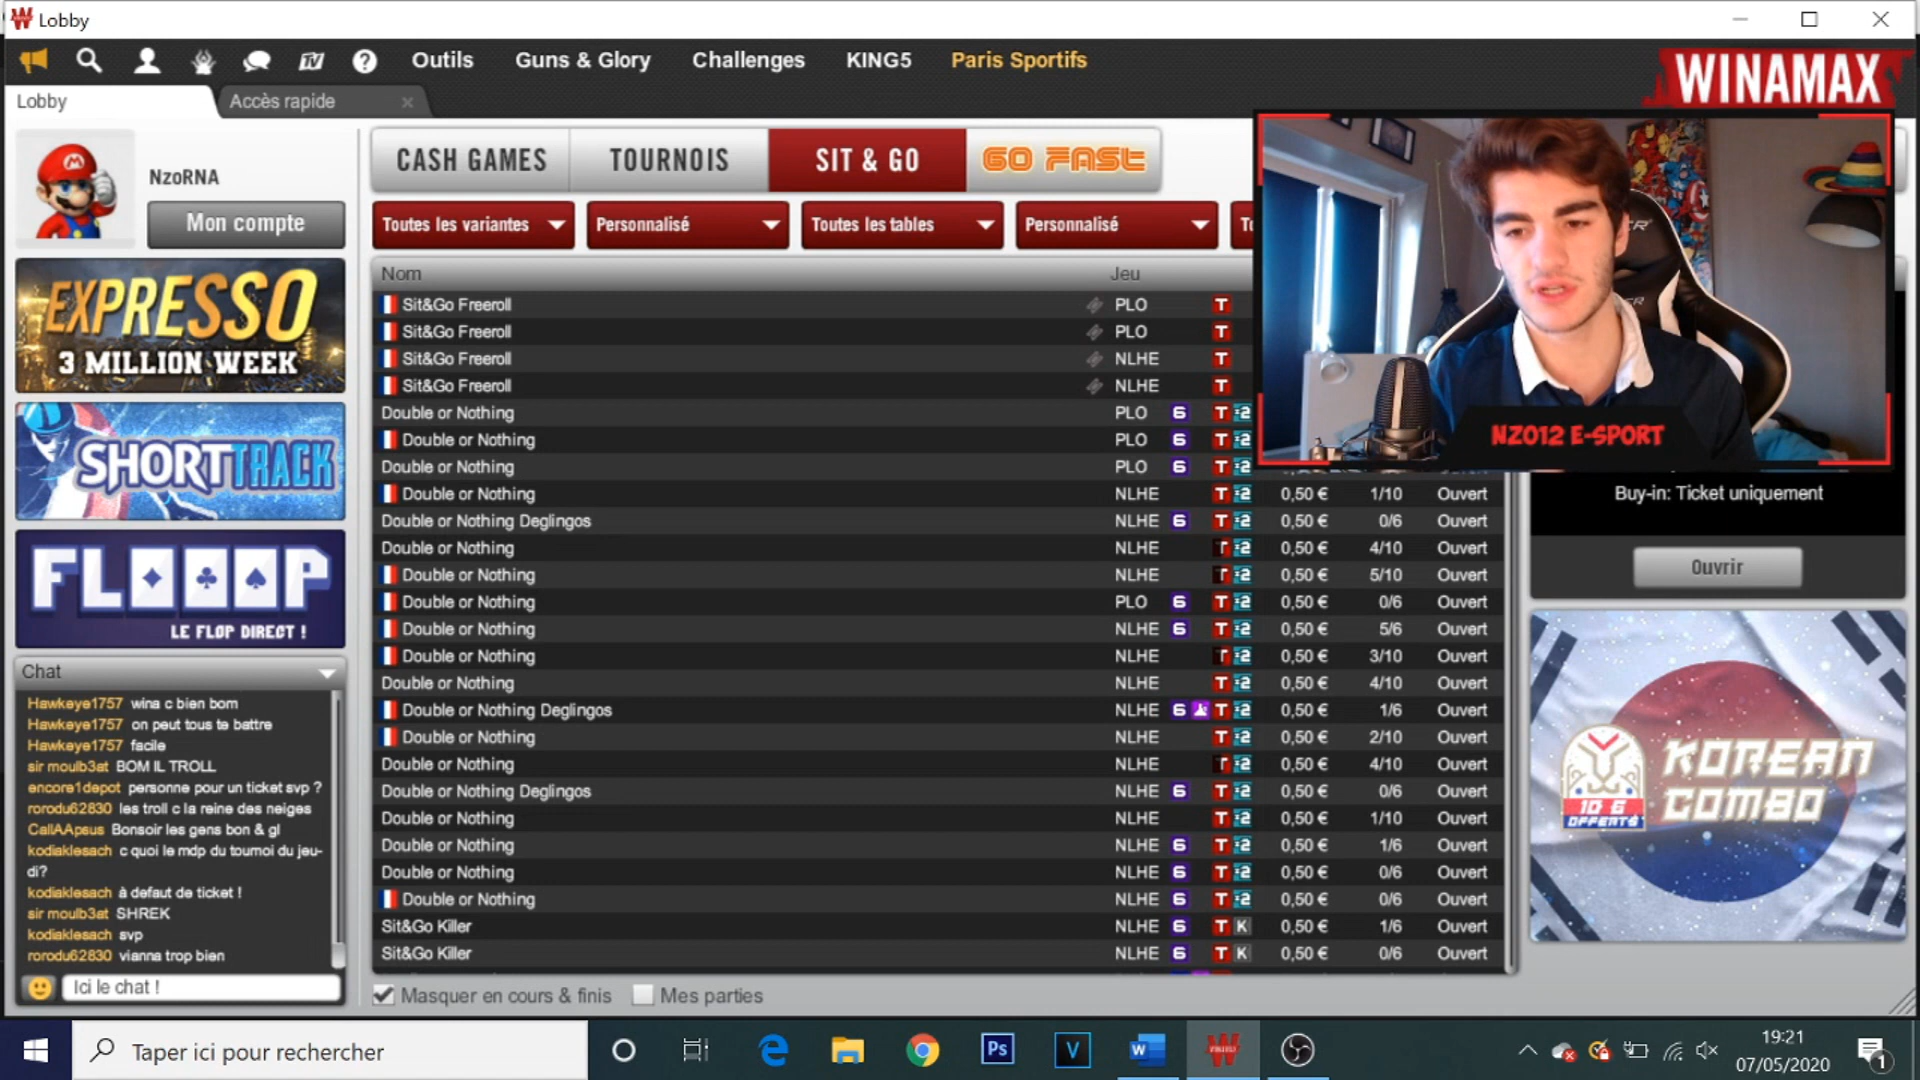 Lobby
Outils Guns & Glory Challenges KING5 Paris Sportifs
WINAMAX
Lobby Accès rapide
NzoRNA
Mon compte
CASH GAMES TOURNOIS SIT & GO GO FAST
Toutes les variantes Personnalisé Toutes les tables Personnalisé
EXPRESSO
3 MILLION WEEK
SHORTTRACK
FLOOOP
LE FLOP DIRECT !
Nom Jeu
Sit&Go Freeroll PLO T
Sit&Go Freeroll PLO T
Sit&Go Freeroll NLHE T
Sit&Go Freeroll NLHE T
Double or Nothing PLO 6 T
Double or Nothing PLO 6 T
Double or Nothing PLO 6 T
Double or Nothing NLHE T 0,50 € 1/10 Ouvert
Double or Nothing Deglingos NLHE 6 T 0,50 € 0/6 Ouvert
Double or Nothing NLHE T 0,50 € 4/10 Ouvert
Double or Nothing NLHE T 0,50 € 5/10 Ouvert
Double or Nothing PLO 6 T 0,50 € 0/6 Ouvert
Double or Nothing NLHE 6 T 0,50 € 5/6 Ouvert
Double or Nothing NLHE T 0,50 € 3/10 Ouvert
Double or Nothing NLHE T 0,50 € 4/10 Ouvert
Double or Nothing Deglingos NLHE 6 T 0,50 € 1/6 Ouvert
Double or Nothing NLHE T 0,50 € 2/10 Ouvert
Double or Nothing NLHE T 0,50 € 4/10 Ouvert
Double or Nothing Deglingos NLHE 6 T 0,50 € 0/6 Ouvert
Double or Nothing NLHE T 0,50 € 1/10 Ouvert
Double or Nothing NLHE 6 T 0,50 € 1/6 Ouvert
Double or Nothing NLHE 6 T 0,50 € 0/6 Ouvert
Double or Nothing NLHE 6 T 0,50 € 0/6 Ouvert
Sit&Go Killer NLHE 6 T K 0,50 € 1/6 Ouvert
Sit&Go Killer NLHE 6 T K 0,50 € 0/6 Ouvert
NZO12 E-SPORT
Buy-in: Ticket uniquement
Ouvrir
KOREAN
COMBO
10 €
OFFERTS
Chat
Hawkeye1757 wina c bien bom
Hawkeye1757 on peut tous te battre
Hawkeye1757 facile
sir moulb3at BOM IL TROLL
encore1depot personne pour un ticket svp ?
rorodu62830 les troll c la reine des neiges
CallAApsus Bonsoir les gens bon & gl
kodiaklesach c quoi le mdp du tournoi du jeu-
di?
kodiaklesach à defaut de ticket !
sir moulb3at SHREK
kodiaklesach svp
rorodu62830 vianna trop bien
Ici le chat !
Masquer en cours & finis Mes parties
Taper ici pour rechercher
19:21
07/05/2020
1